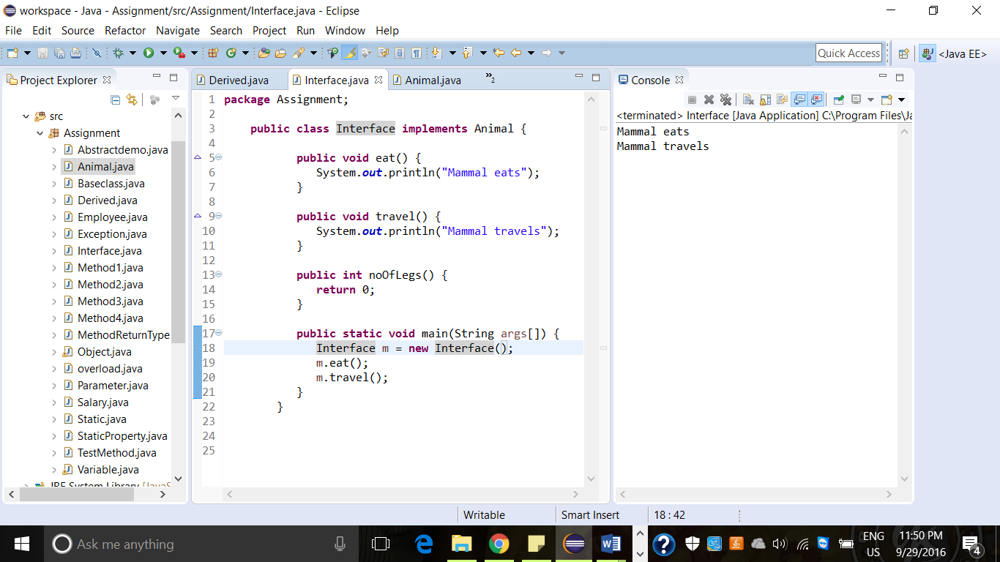 workspace - Java - Assignment/src/Assignment/Interface.java - Eclipse
File Edit Source Refactor Navigate Search Project Run Window Help
Quick Access
<Java EE>
Project Explorer
src
Assignment
Abstractdemo.java
Animal.java
Baseclass.java
Derived.java
Employee.java
Exception.java
Interface.java
Method1.java
Method2.java
Method3.java
Method4.java
MethodReturnType
Object.java
overload.java
Parameter.java
Salary.java
Static.java
StaticProperty.java
TestMethod.java
Variable.java
JRE System Library [JavaS
Derived.java Interface.java Animal.java »2
1 package Assignment;
2
3 public class Interface implements Animal {
4
5 public void eat() {
6 System.out.println("Mammal eats");
7 }
8
9 public void travel() {
10 System.out.println("Mammal travels");
11 }
12
13 public int noOfLegs() {
14 return 0;
15 }
16
17 public static void main(String args[]) {
18 Interface m = new Interface();
19 m.eat();
20 m.travel();
21 }
22 }
23
24
25
Console
<terminated> Interface [Java Application] C:\Program Files\Ja
Mammal eats
Mammal travels
Writable Smart Insert 18 : 42
Ask me anything
ENG
US
11:50 PM
9/29/2016
4